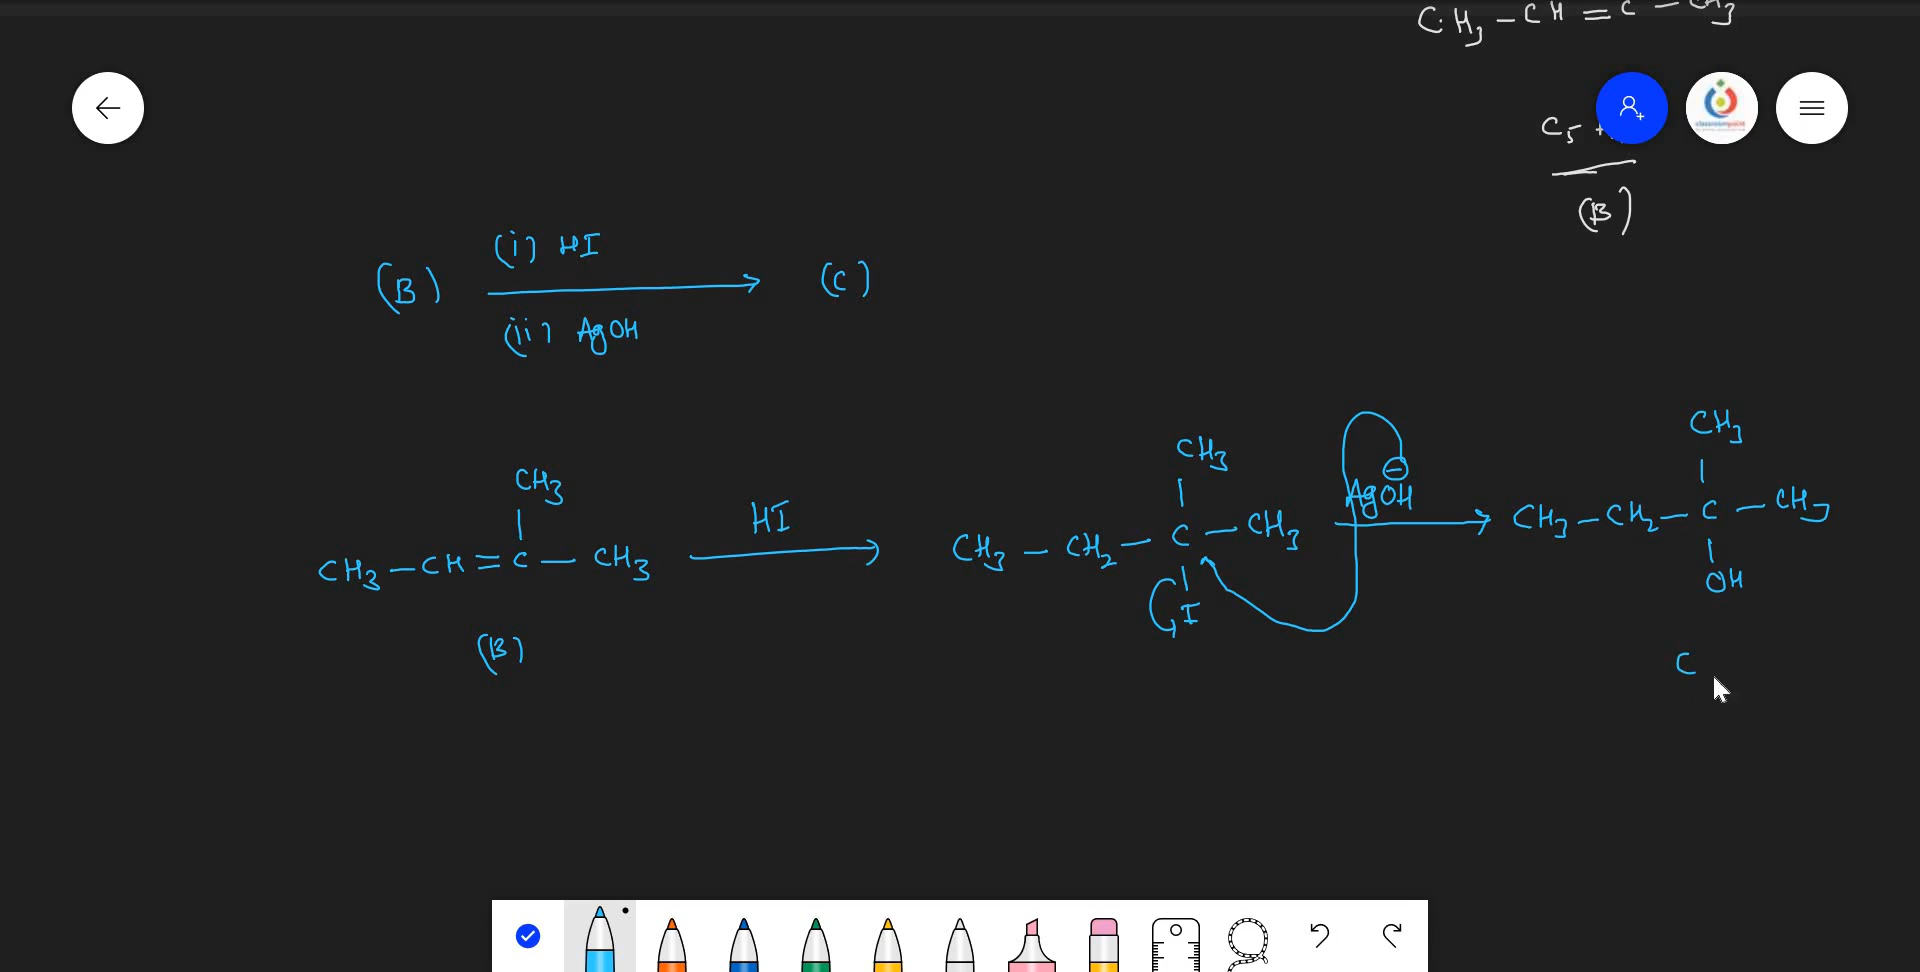 CH3 – CH = C – CH3
C5
(B)
(i) HI
(B) ⟶ (C)
(ii) AgOH
CH3
|
CH3 – CH = C – CH3
(B)
HI
⟶
CH3
|
CH3 – CH2 – C – CH3
|
I
⊖
AgOH
⟶
CH3
|
CH3 – CH2 – C – CH3
|
OH
C